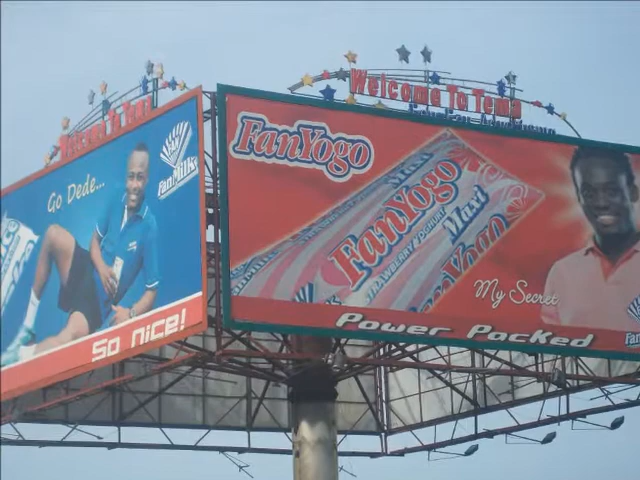 Welcome To Tema
Go Dede...
FanMilk
So nice!
Welcome To Tema
FanYogo
FanYogo
STRAWBERRY YOGHURT
Maxi
FanYogo
My Secret
Power Packed